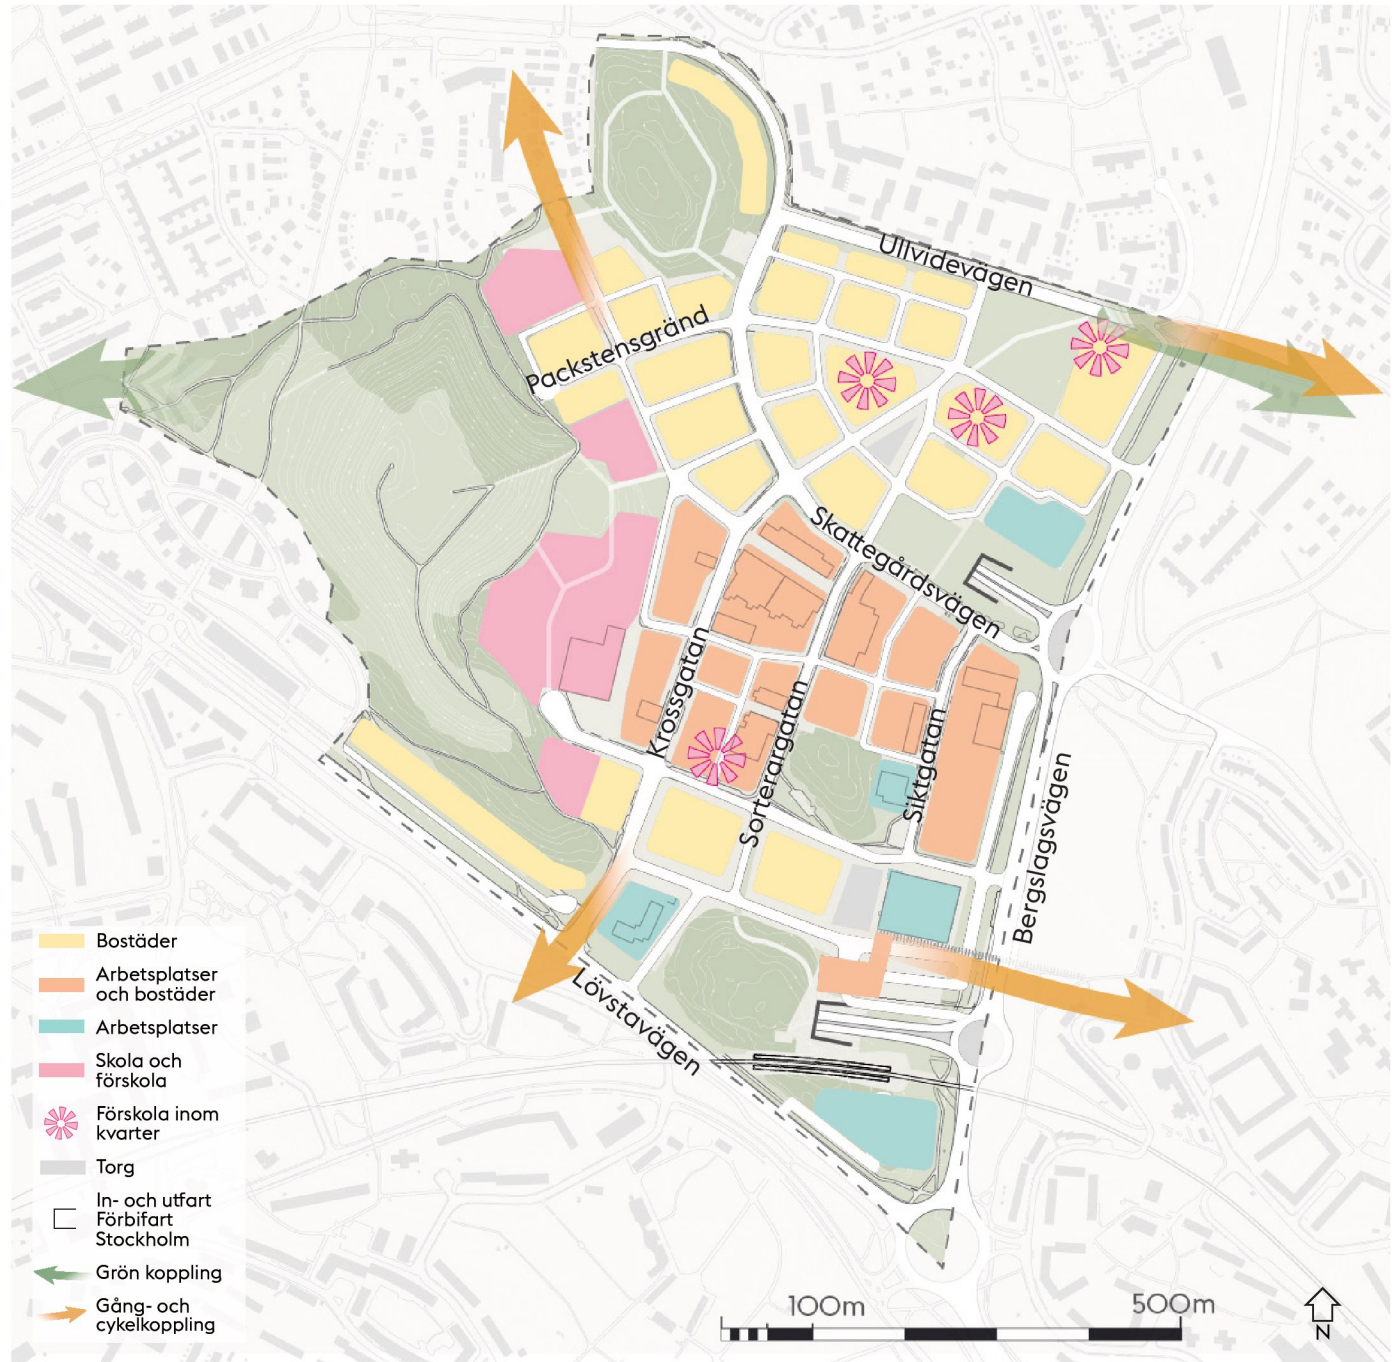 Ullvidevägen
Packstensgränd
Skattegårdsvägen
Krossgatan
Sorterargatan
Siktgatan
Bergslagsvägen
Lövstavägen
Bostäder
Arbetsplatser
och bostäder
Arbetsplatser
Skola och
förskola
Förskola inom
kvarter
Torg
In- och utfart
Förbifart
Stockholm
Grön koppling
Gång- och
cykelkoppling
100m
500m
N